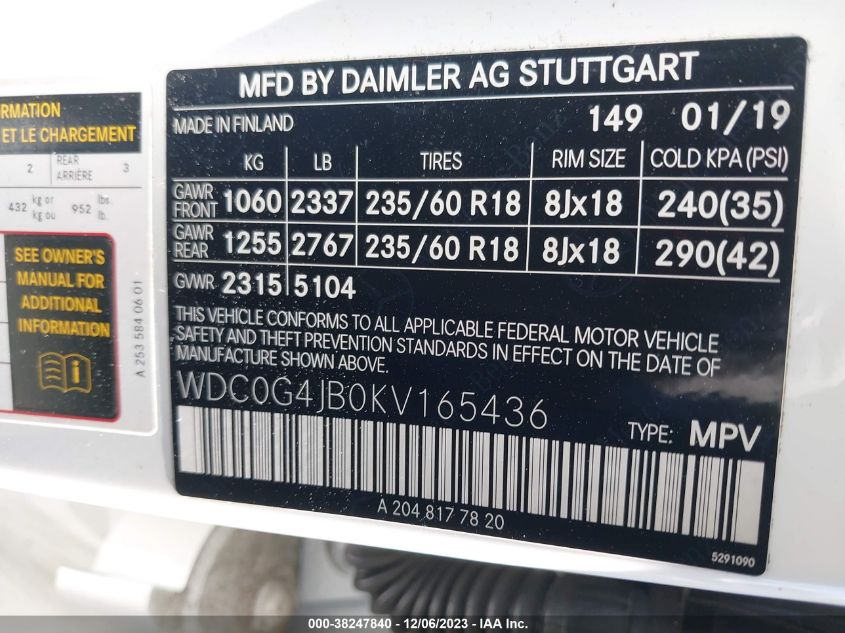 RMATION
ET LE CHARGEMENT
2 REAR ARRIÈRE 3
432 kg or kg ou 952 lbs. lb.
SEE OWNER'S
MANUAL FOR
ADDITIONAL
INFORMATION
A 253 584 06 01
MFD BY DAIMLER AG STUTTGART
MADE IN FINLAND 149 01/19
KG LB TIRES RIM SIZE COLD KPA (PSI)
GAWR FRONT 1060 2337 235/60 R18 8Jx18 240(35)
GAWR REAR 1255 2767 235/60 R18 8Jx18 290(42)
GVWR 2315 5104
THIS VEHICLE CONFORMS TO ALL APPLICABLE FEDERAL MOTOR VEHICLE
SAFETY AND THEFT PREVENTION STANDARDS IN EFFECT ON THE DATE OF
MANUFACTURE SHOWN ABOVE.
WDC0G4JB0KV165436
TYPE: MPV
A 204 817 78 20
5291090
000-38247840 - 12/06/2023 - IAA Inc.